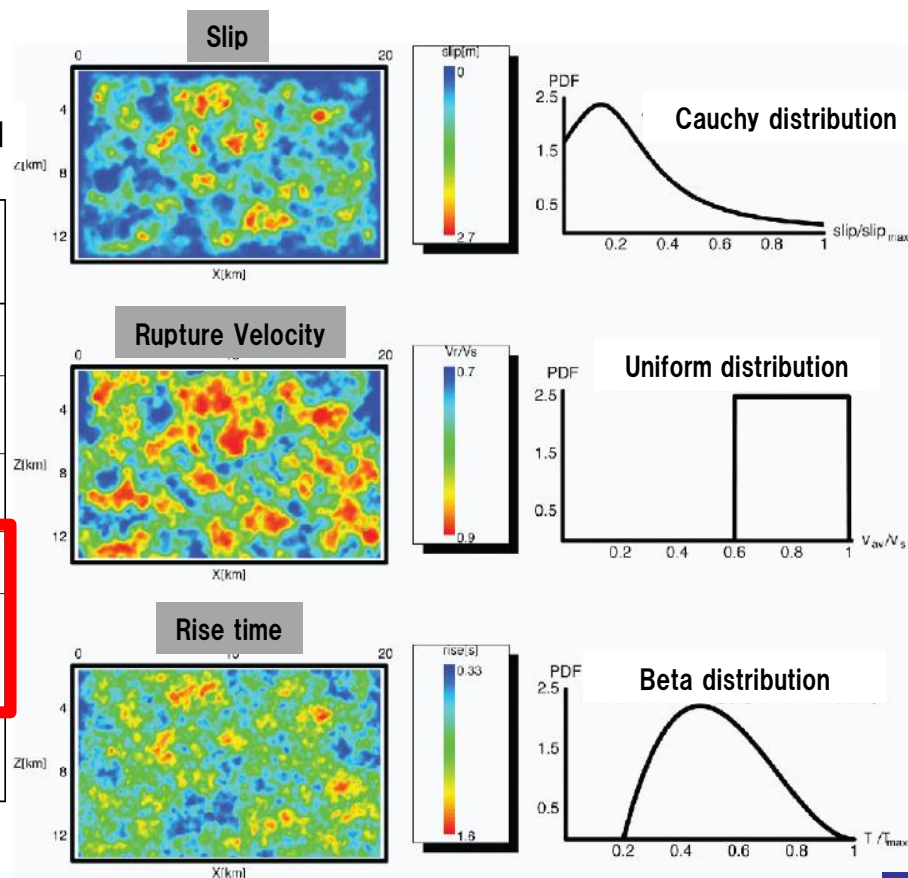 Slip
0 20
4
Z[km]
8
12
X[km]
slip[m]
0
2.7
PDF
2.5
1.5
0.5
Cauchy distribution
0.2 0.4 0.6 0.8 1
slip/slip max
Rupture Velocity
0 20
4
Z[km]
8
12
X[km]
Vr/Vs
0.7
0.9
PDF
2.5
1.5
0.5
Uniform distribution
0.2 0.4 0.6 0.8 1
Vav/Vs
Rise time
0 20
4
Z[km]
8
12
X[km]
rise[s]
0.33
1.6
PDF
2.5
1.5
0.5
Beta distribution
0.2 0.4 0.6 0.8 1
T/Tmax